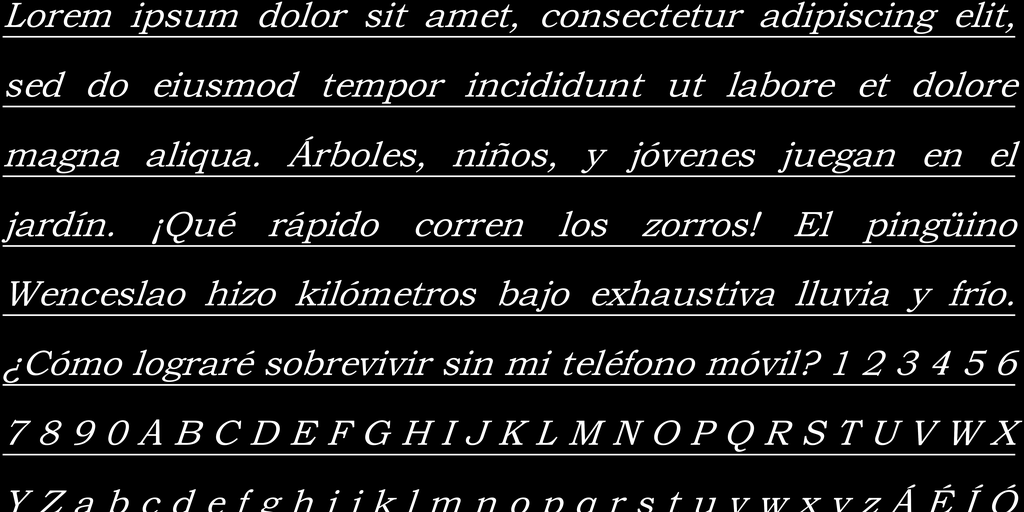 Lorem ipsum dolor sit amet, consectetur adipiscing elit,
sed do eiusmod tempor incididunt ut labore et dolore
magna aliqua. Árboles, niños, y jóvenes juegan en el
jardín. ¡Qué rápido corren los zorros! El pingüino
Wenceslao hizo kilómetros bajo exhaustiva lluvia y frío.
¿Cómo lograré sobrevivir sin mi teléfono móvil? 1 2 3 4 5 6
7 8 9 0 A B C D E F G H I J K L M N O P Q R S T U V W X
Y Z a b c d e f g h i j k l m n o p q r s t u v w x y z Á É Í Ó